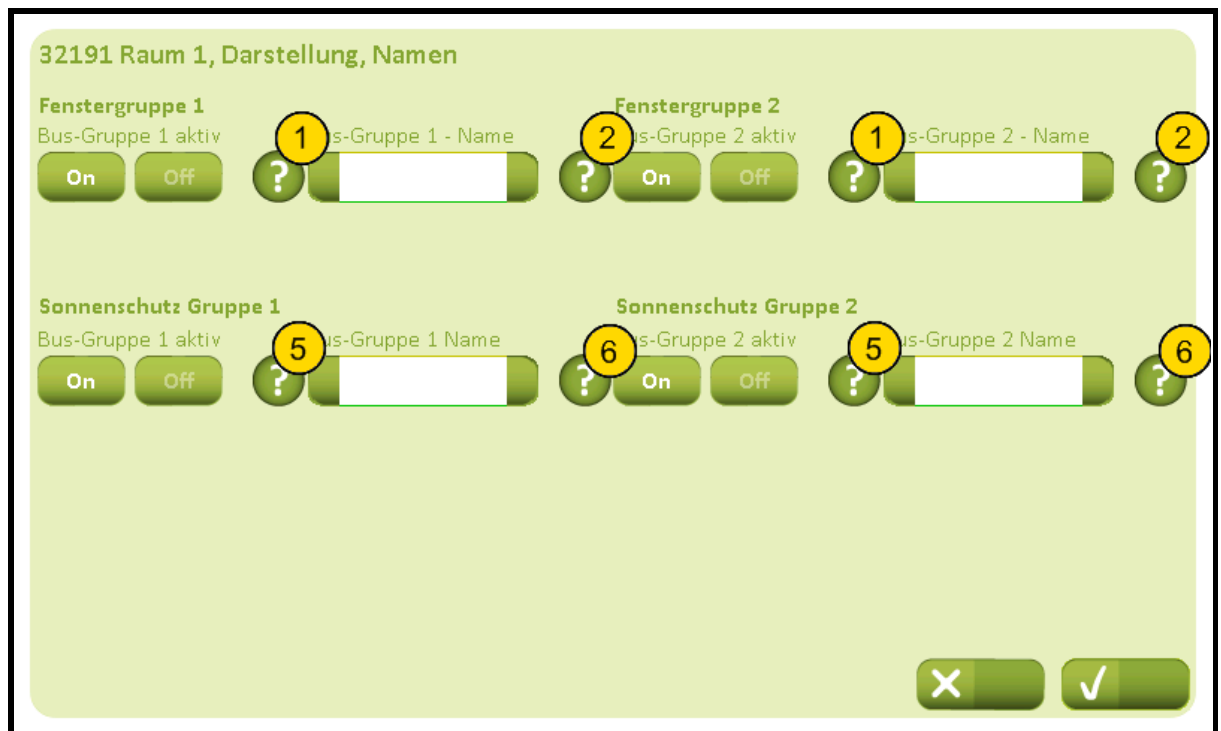 32191 Raum 1, Darstellung, Namen
Fenstergruppe 1 Fenstergruppe 2
Bus-Gruppe 1 aktiv 1 s-Gruppe 1 - Name 2 s-Gruppe 2 aktiv 1 s-Gruppe 2 - Name 2
On Off ? ? On Off ? ?
Sonnenschutz Gruppe 1 Sonnenschutz Gruppe 2
Bus-Gruppe 1 aktiv 5 us-Gruppe 1 Name 6 s-Gruppe 2 aktiv 5 us-Gruppe 2 Name 6
On Off ? ? On Off ? ?